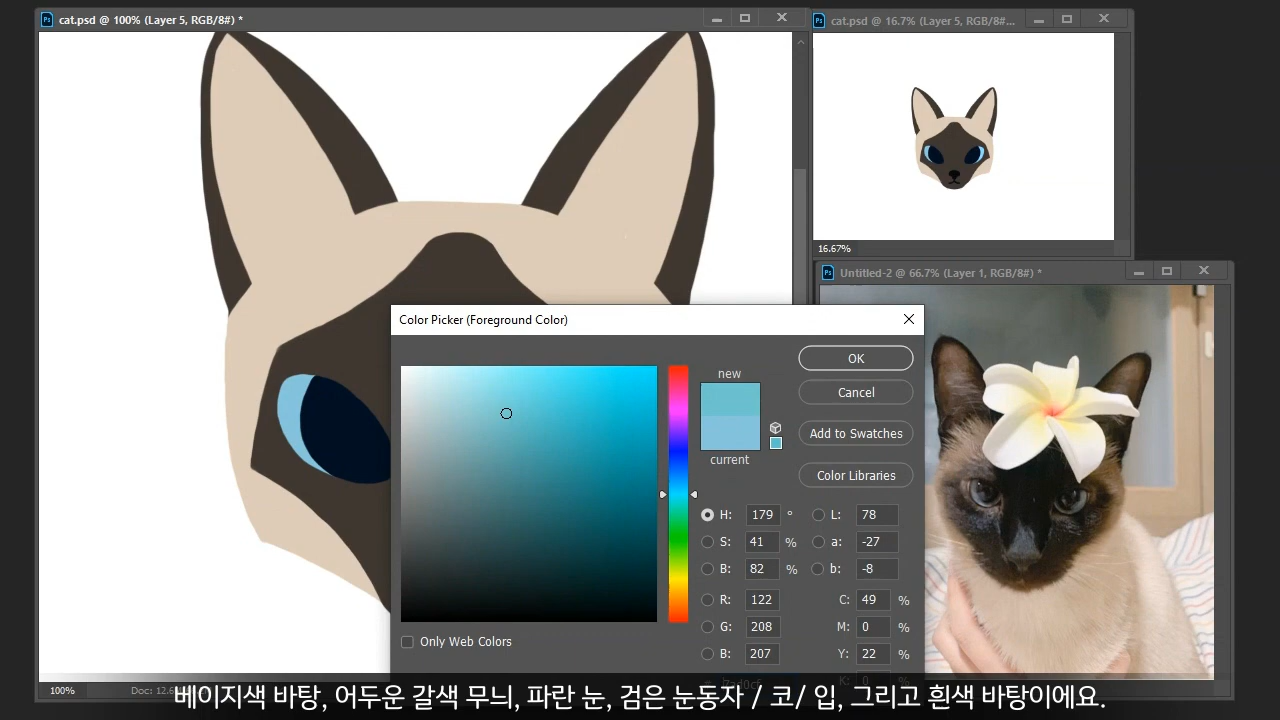 cat.psd @ 100% (Layer 5, RGB/8#) *
cat.psd @ 16.7% (Layer 5, RGB/8#...
16.67%
Untitled-2 @ 66.7% (Layer 1, RGB/8#) *
Color Picker (Foreground Color)
new
current
OK
Cancel
Add to Swatches
Color Libraries
H: 179 °
L: 78
S: 41 %
a: -27
B: 82 %
b: -8
R: 122
C: 49 %
G: 208
M: 0 %
B: 207
Y: 22 %
K: 0
Only Web Colors
100%
Doc:
베이지색 바탕, 어두운 갈색 무늬, 파란 눈, 검은 눈동자 / 코/ 입, 그리고 흰색 바탕이에요.